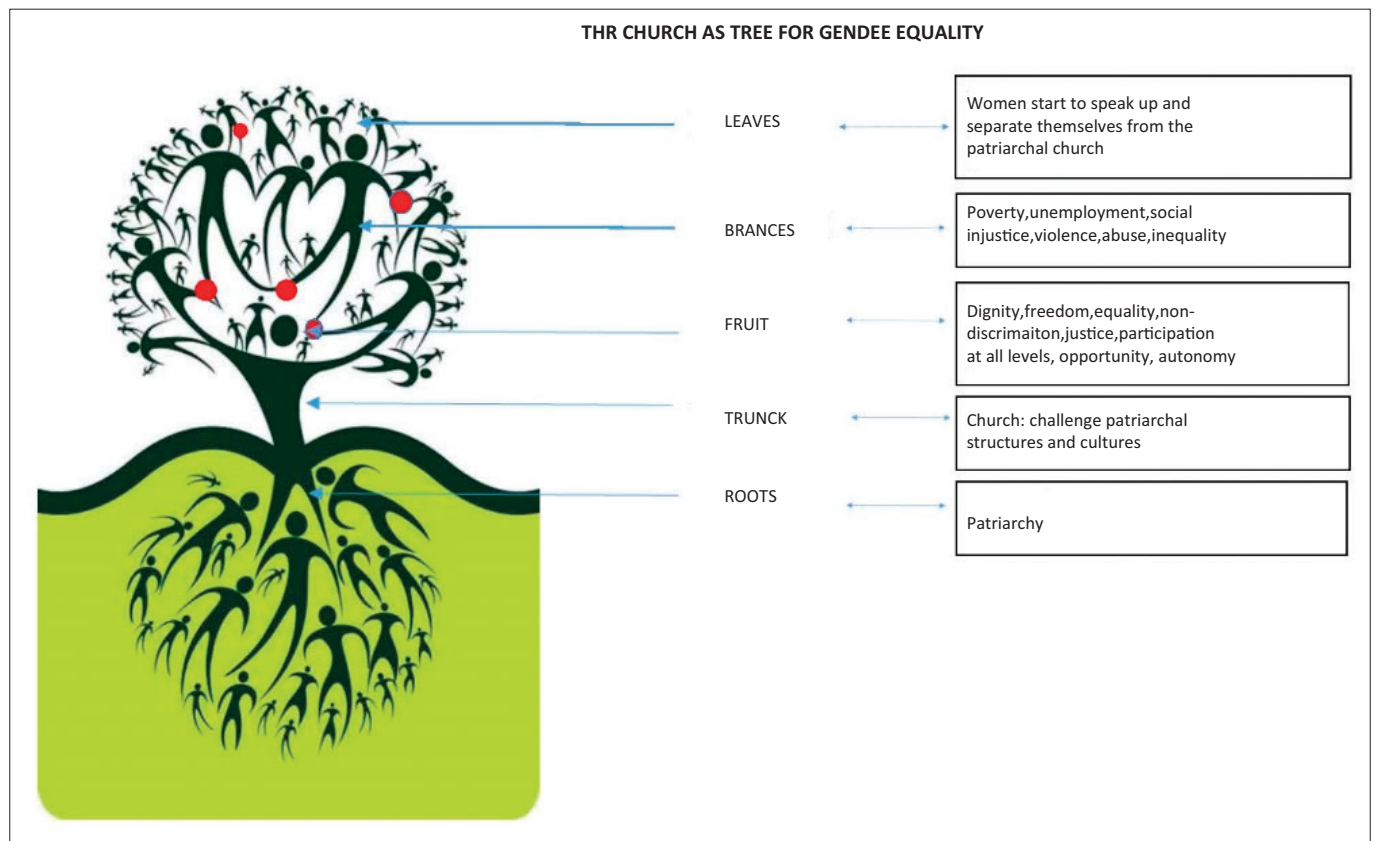 THR CHURCH AS TREE FOR GENDEE EQUALITY
LEAVES
Women start to speak up and
separate themselves from the
patriarchal church
BRANCES
Poverty,unemployment,social
injustice,violence,abuse,inequality
FRUIT
Dignity,freedom,equality,non-
discrimaiton,justice,participation
at all levels, opportunity, autonomy
TRUNCK
Church: challenge patriarchal
structures and cultures
ROOTS
Patriarchy